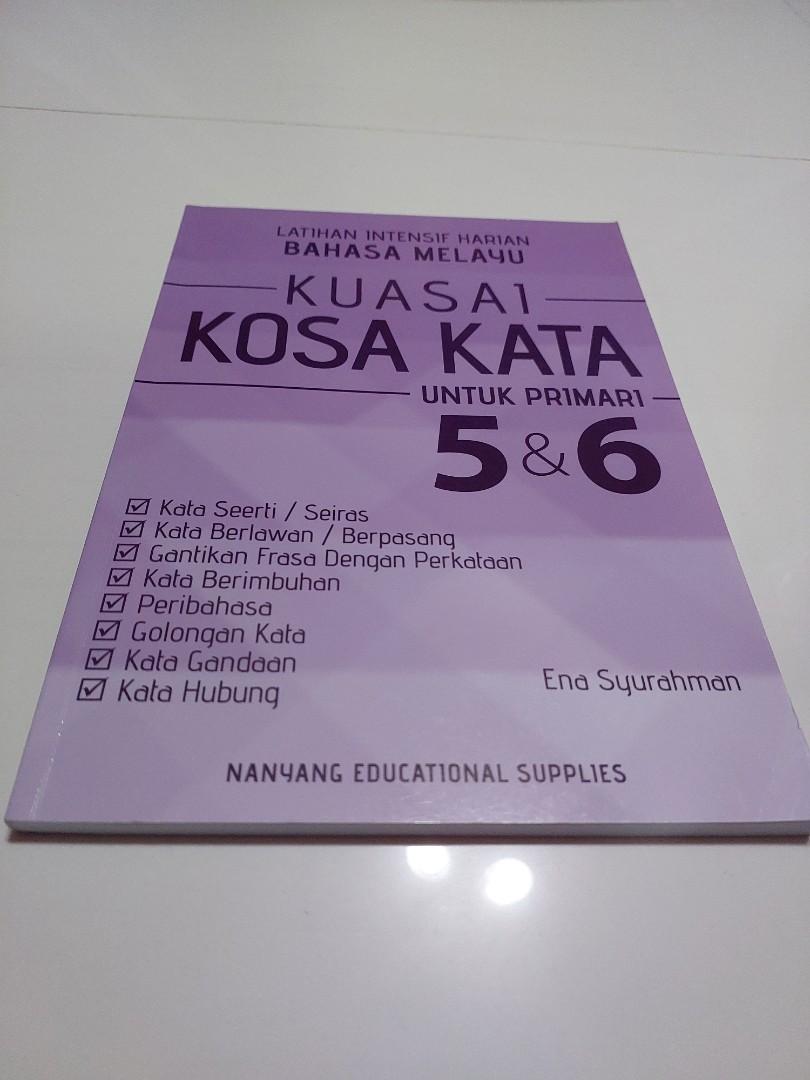 LATIHAN INTENSIF HARIAN
BAHASA MELAYU
KUASAI
KOSA KATA
UNTUK PRIMARI
5 & 6
Kata Seerti / Seiras
Kata Berlawan / Berpasang
Gantikan Frasa Dengan Perkataan
Kata Berimbuhan
Peribahasa
Golongan Kata
Kata Gandaan
Kata Hubung
Ena Syurahman
NANYANG EDUCATIONAL SUPPLIES